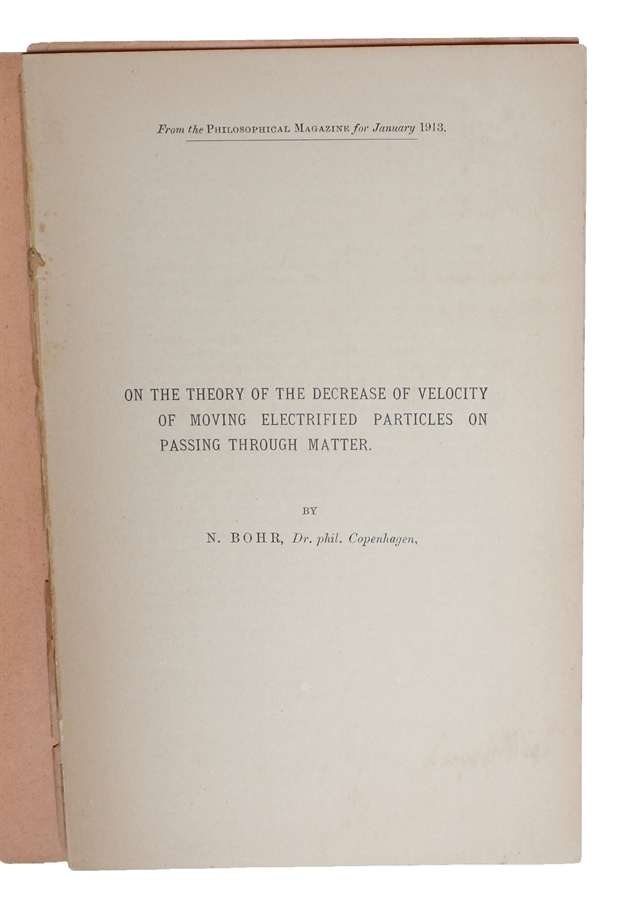 From the PHILOSOPHICAL MAGAZINE for January 1913.
ON THE THEORY OF THE DECREASE OF VELOCITY
OF MOVING ELECTRIFIED PARTICLES ON
PASSING THROUGH MATTER.
BY
N. BOHR, Dr. phil. Copenhagen,